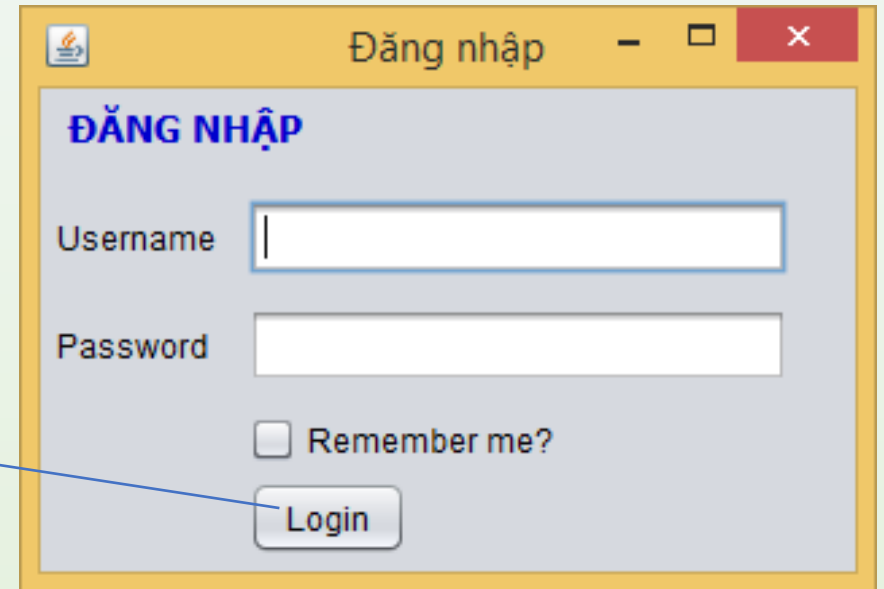 Đăng nhập
ĐĂNG NHẬP
Username
Password
Remember me?
Login